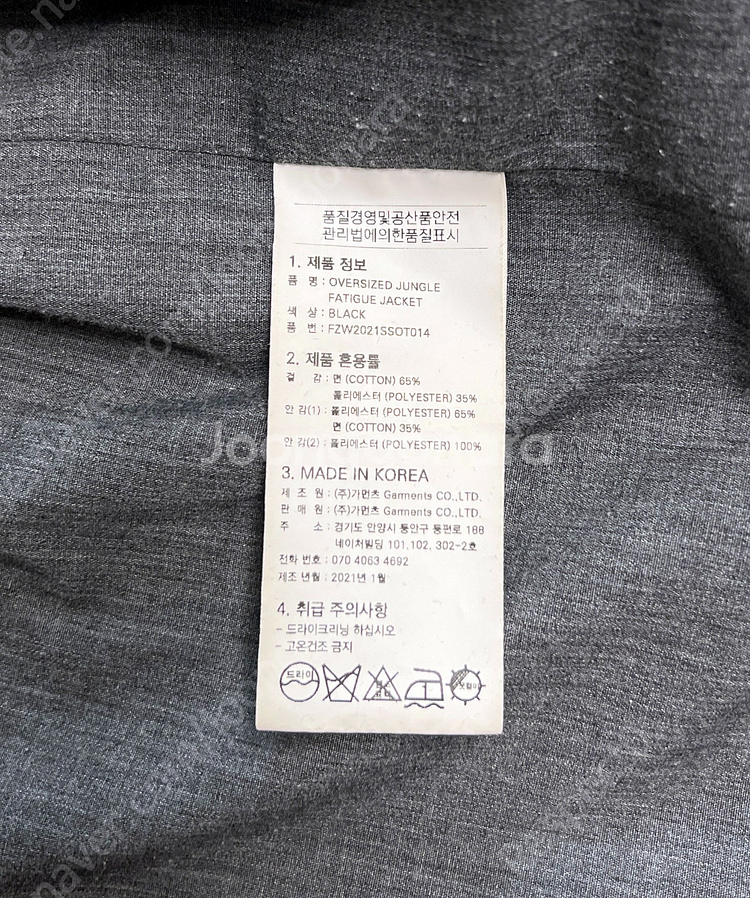 품질경영및공산품안전
관리법에의한품질표시
1. 제품 정보
품 명 : OVERSIZED JUNGLE
FATIGUE JACKET
색 상 : BLACK
품 번 : FZW2021SSOT014
2. 제품 혼용률
겉 감 : 면 (COTTON) 65%
폴리에스터 (POLYESTER) 35%
안 감(1) : 폴리에스터 (POLYESTER) 65%
면 (COTTON) 35%
안 감(2) : 폴리에스터 (POLYESTER) 100%
3. MADE IN KOREA
제 조 원 : (주)가먼츠 Garments CO.,LTD.
판 매 원 : (주)가먼츠 Garments CO.,LTD.
주 소 : 경기도 안양시 동안구 동편로 188
네이처빌딩 101,102, 302-2호
전화 번호 : 070 4063 4692
제조 년월 : 2021년 1월
4. 취급 주의사항
- 드라이크리닝 하십시오
- 고온건조 금지
드라이